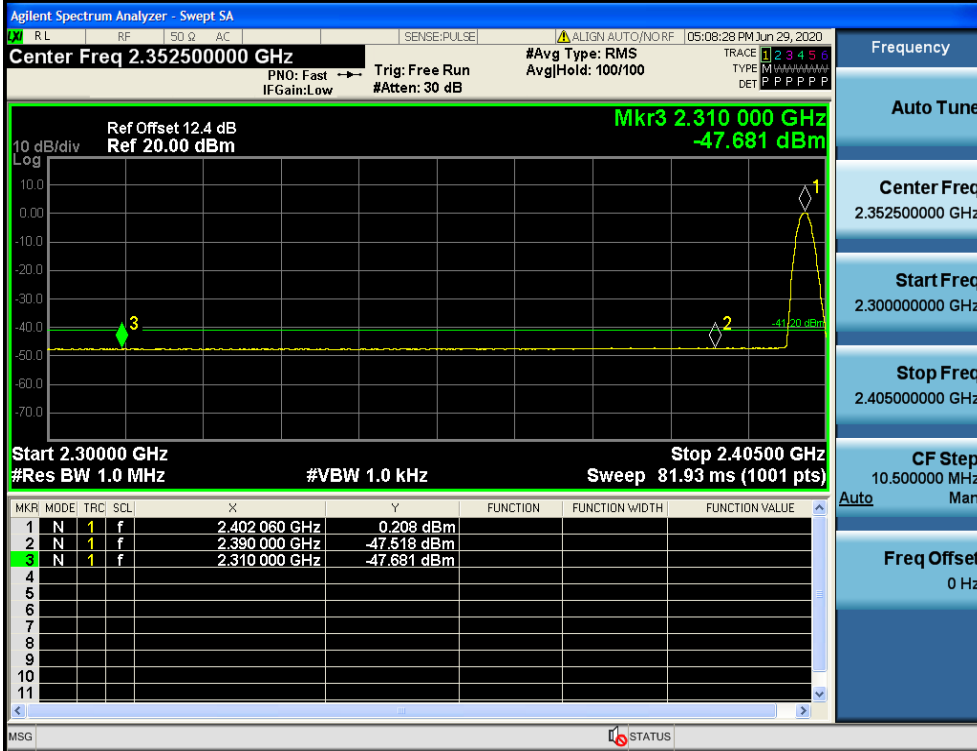 Agilent Spectrum Analyzer - Swept SA
LXI RL RF 50 Ω AC SENSE:PULSE ALIGN AUTO/NO RF 05:08:28 PM Jun 29, 2020
Center Freq 2.352500000 GHz
PNO: Fast
IFGain:Low
Trig: Free Run
#Atten: 30 dB
#Avg Type: RMS
Avg|Hold: 100/100
TRACE 1 2 3 4 5 6
TYPE M W W W W W
DET P P P P P P
Mkr3 2.310 000 GHz
-47.681 dBm
Ref Offset 12.4 dB
10 dB/div Ref 20.00 dBm
Log
10.0
0.00
-10.0
-20.0
-30.0
-40.0
-50.0
-60.0
-70.0
1
2
3
-41.20 dBm
Start 2.30000 GHz Stop 2.40500 GHz
#Res BW 1.0 MHz #VBW 1.0 kHz Sweep 81.93 ms (1001 pts)
MKR MODE TRC SCL X Y FUNCTION FUNCTION WIDTH FUNCTION VALUE
1 N 1 f 2.402 060 GHz 0.208 dBm
2 N 1 f 2.390 000 GHz -47.518 dBm
3 N 1 f 2.310 000 GHz -47.681 dBm
4
5
6
7
8
9
10
11
MSG STATUS
Frequency
Auto Tune
Center Freq
2.352500000 GHz
Start Freq
2.300000000 GHz
Stop Freq
2.405000000 GHz
CF Step
10.500000 MHz
Auto Man
Freq Offset
0 Hz